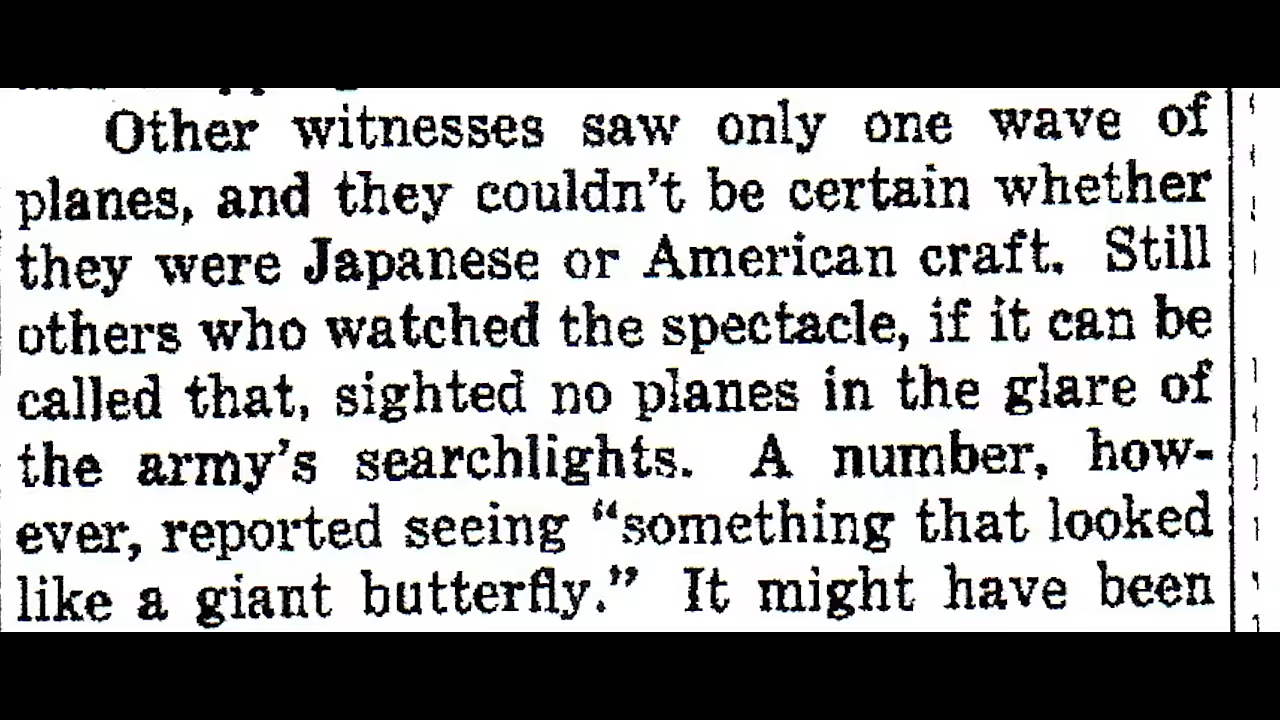 Other witnesses saw only one wave of
planes, and they couldn't be certain whether
they were Japanese or American craft. Still
others who watched the spectacle, if it can be
called that, sighted no planes in the glare of
the army's searchlights. A number, how-
ever, reported seeing “something that looked
like a giant butterfly.” It might have been